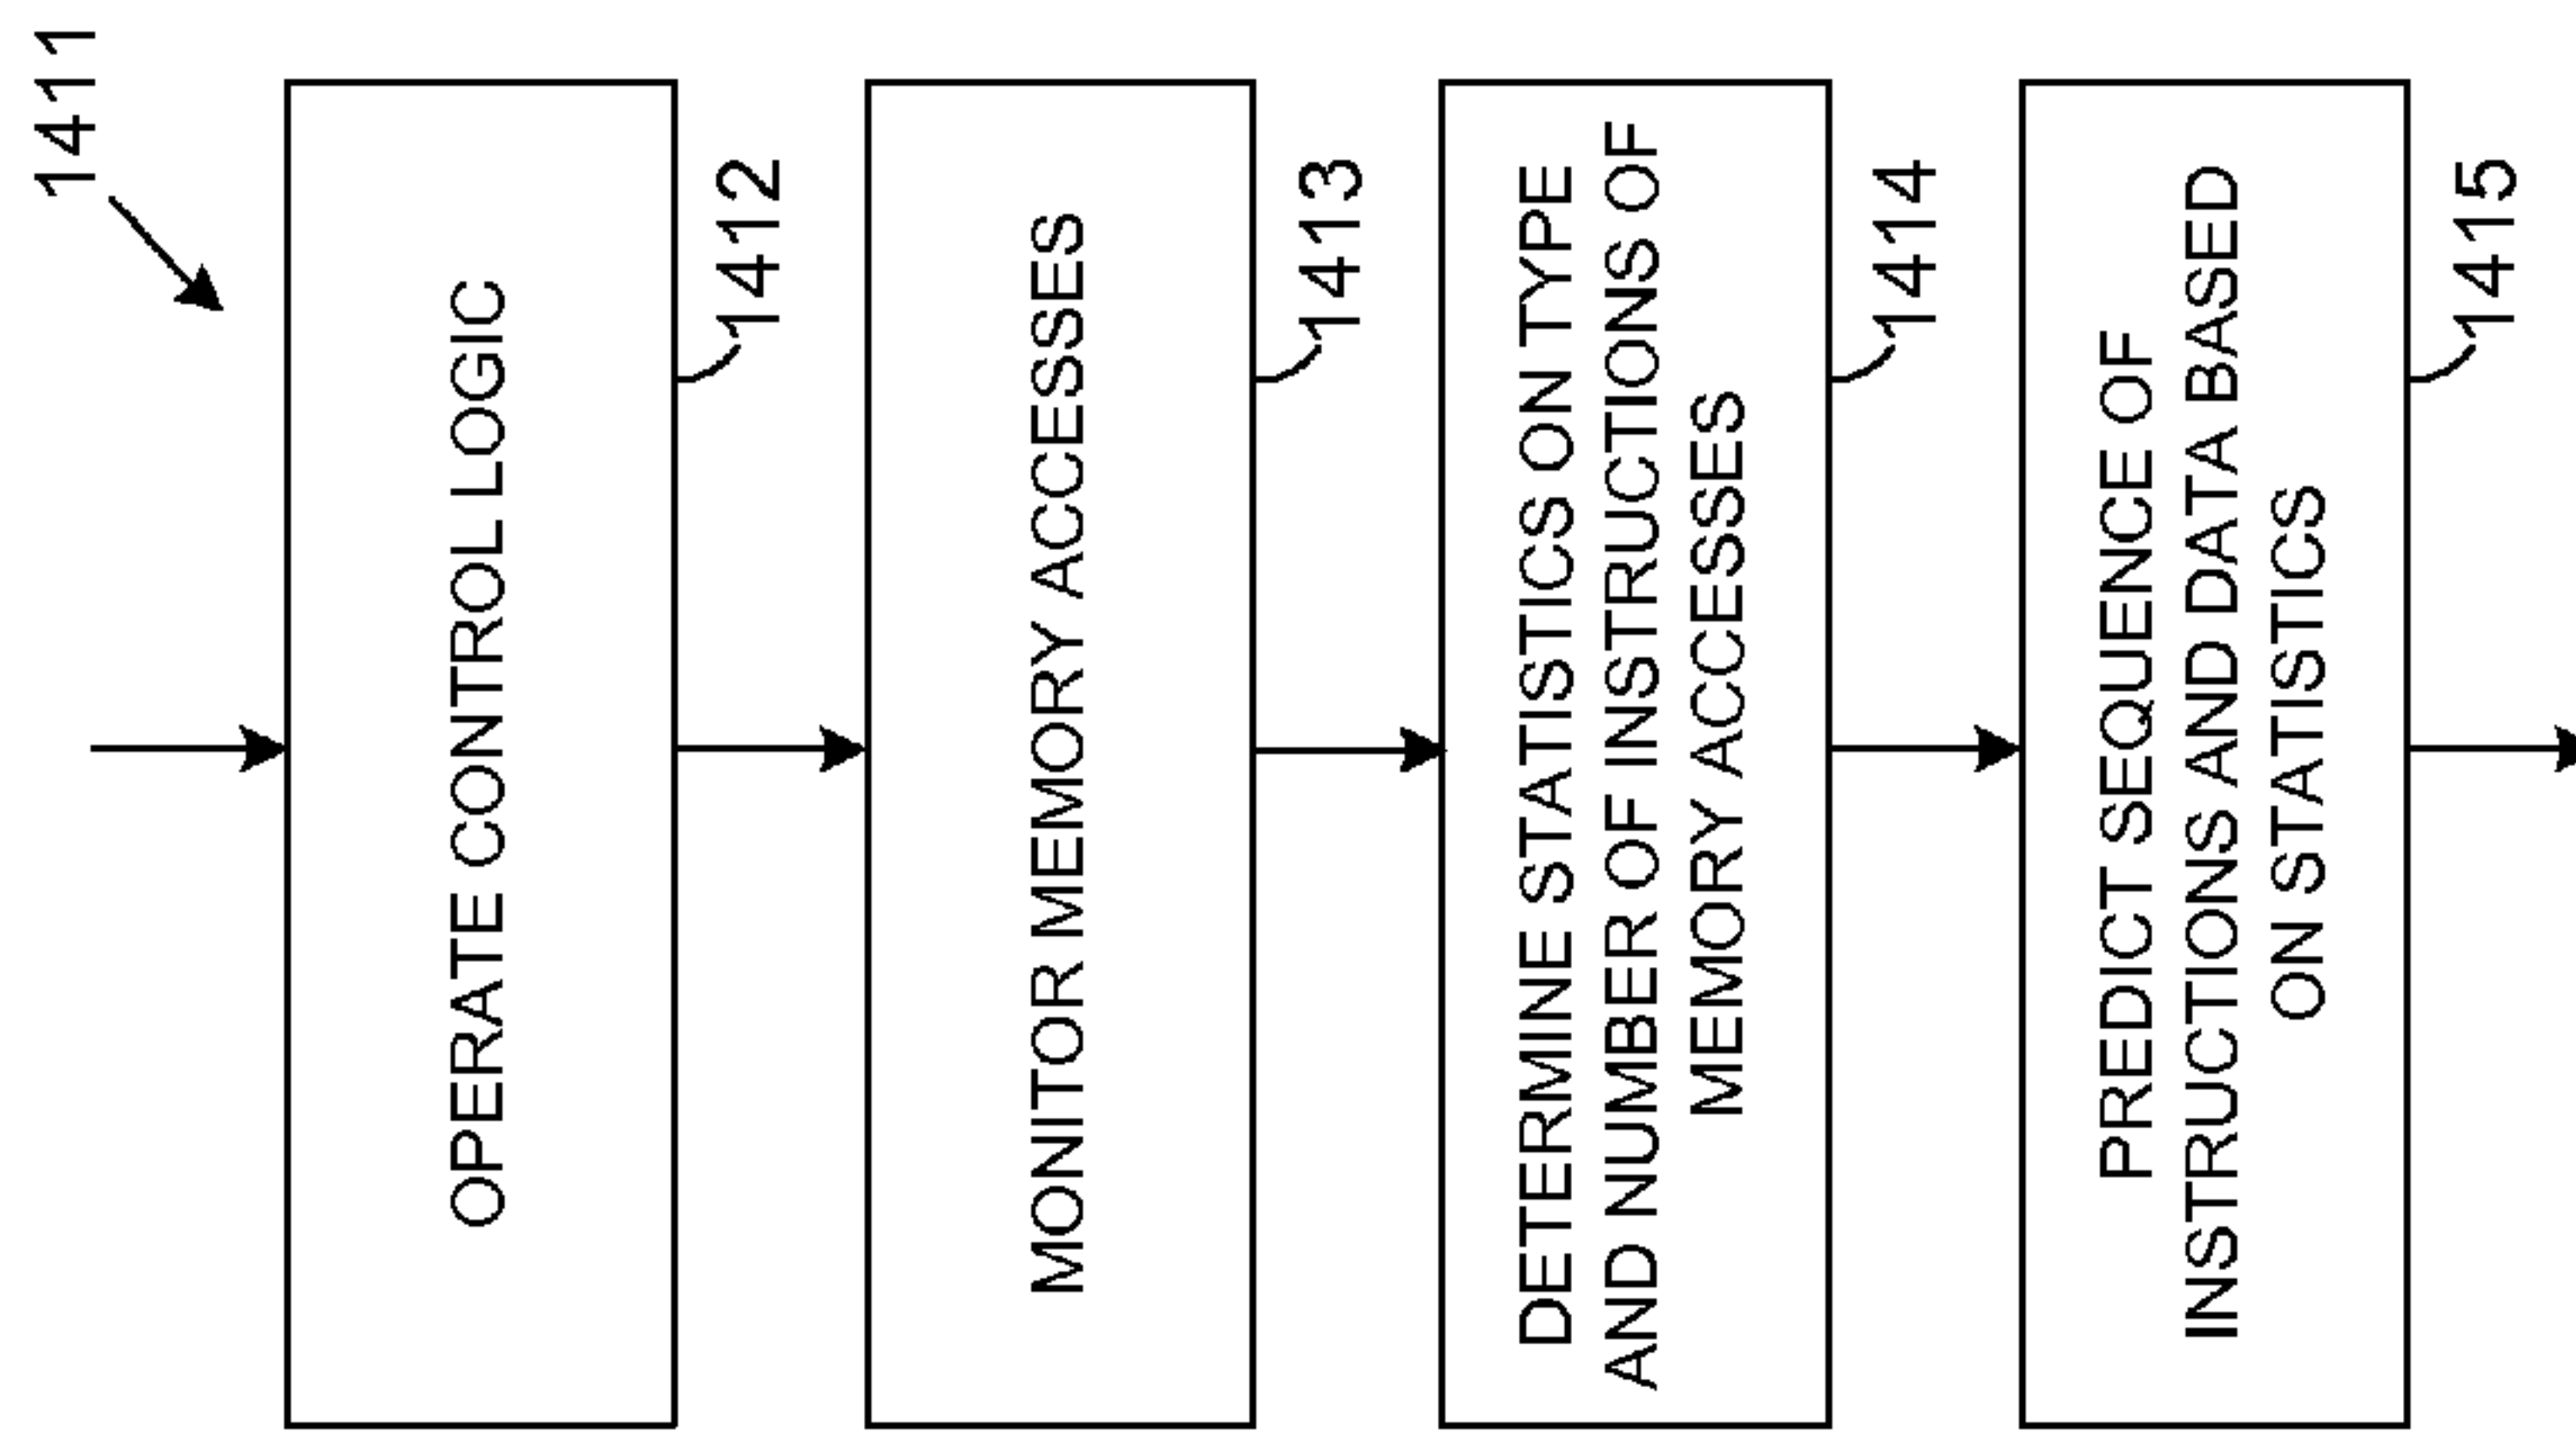 1411
OPERATE CONTROL LOGIC
1412
MONITOR MEMORY ACCESSES
1413
DETERMINE STATISTICS ON TYPE
AND NUMBER OF INSTRUCTIONS OF
MEMORY ACCESSES
1414
PREDICT SEQUENCE OF
INSTRUCTIONS AND DATA BASED
ON STATISTICS
1415